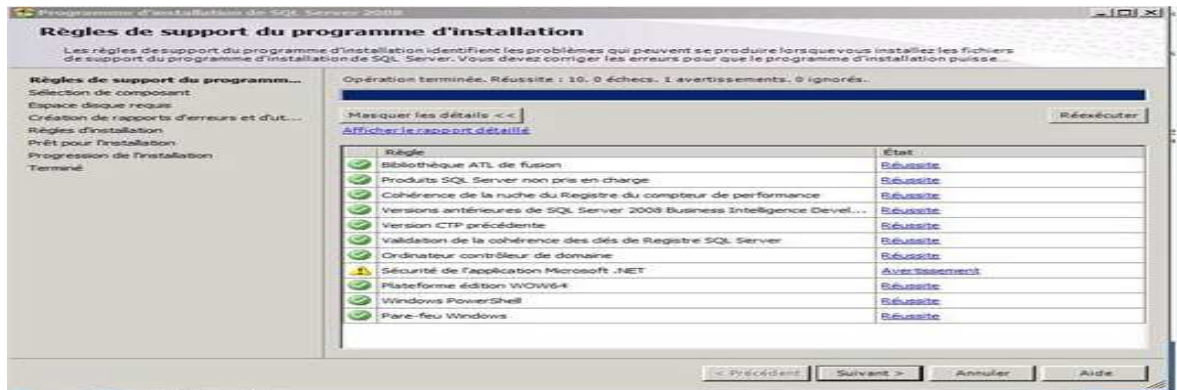 Programme d'installation de SQL Server 2008
Règles de support du programme d'installation
Les règles de support du programme d'installation identifient les problèmes qui peuvent se produire lorsque vous installez les fichiers
de support du programme d'installation de SQL Server. Vous devez corriger les erreurs pour que le programme d'installation puisse...
Règles de support du programm...
Sélection de composant
Espace disque requis
Création de rapports d'erreurs et d'ut...
Règles d'installation
Prêt pour l'installation
Progression de l'installation
Terminé
Opération terminée. Réussite : 10. 0 échecs. 1 avertissements. 0 ignorés.
Masquer les détails <<
Réexécuter
Afficher le rapport détaillé
Règle État
Bibliothèque ATL de fusion Réussite
Produits SQL Server non pris en charge Réussite
Cohérence de la ruche du Registre du compteur de performance Réussite
Versions antérieures de SQL Server 2008 Business Intelligence Devel... Réussite
Version CTP précédente Réussite
Validation de la cohérence des clés de Registre SQL Server Réussite
Ordinateur contrôleur de domaine Réussite
Sécurité de l'application Microsoft .NET Avertissement
Plateforme édition WOW64 Réussite
Windows PowerShell Réussite
Pare-feu Windows Réussite
< Précédent Suivant > Annuler Aide